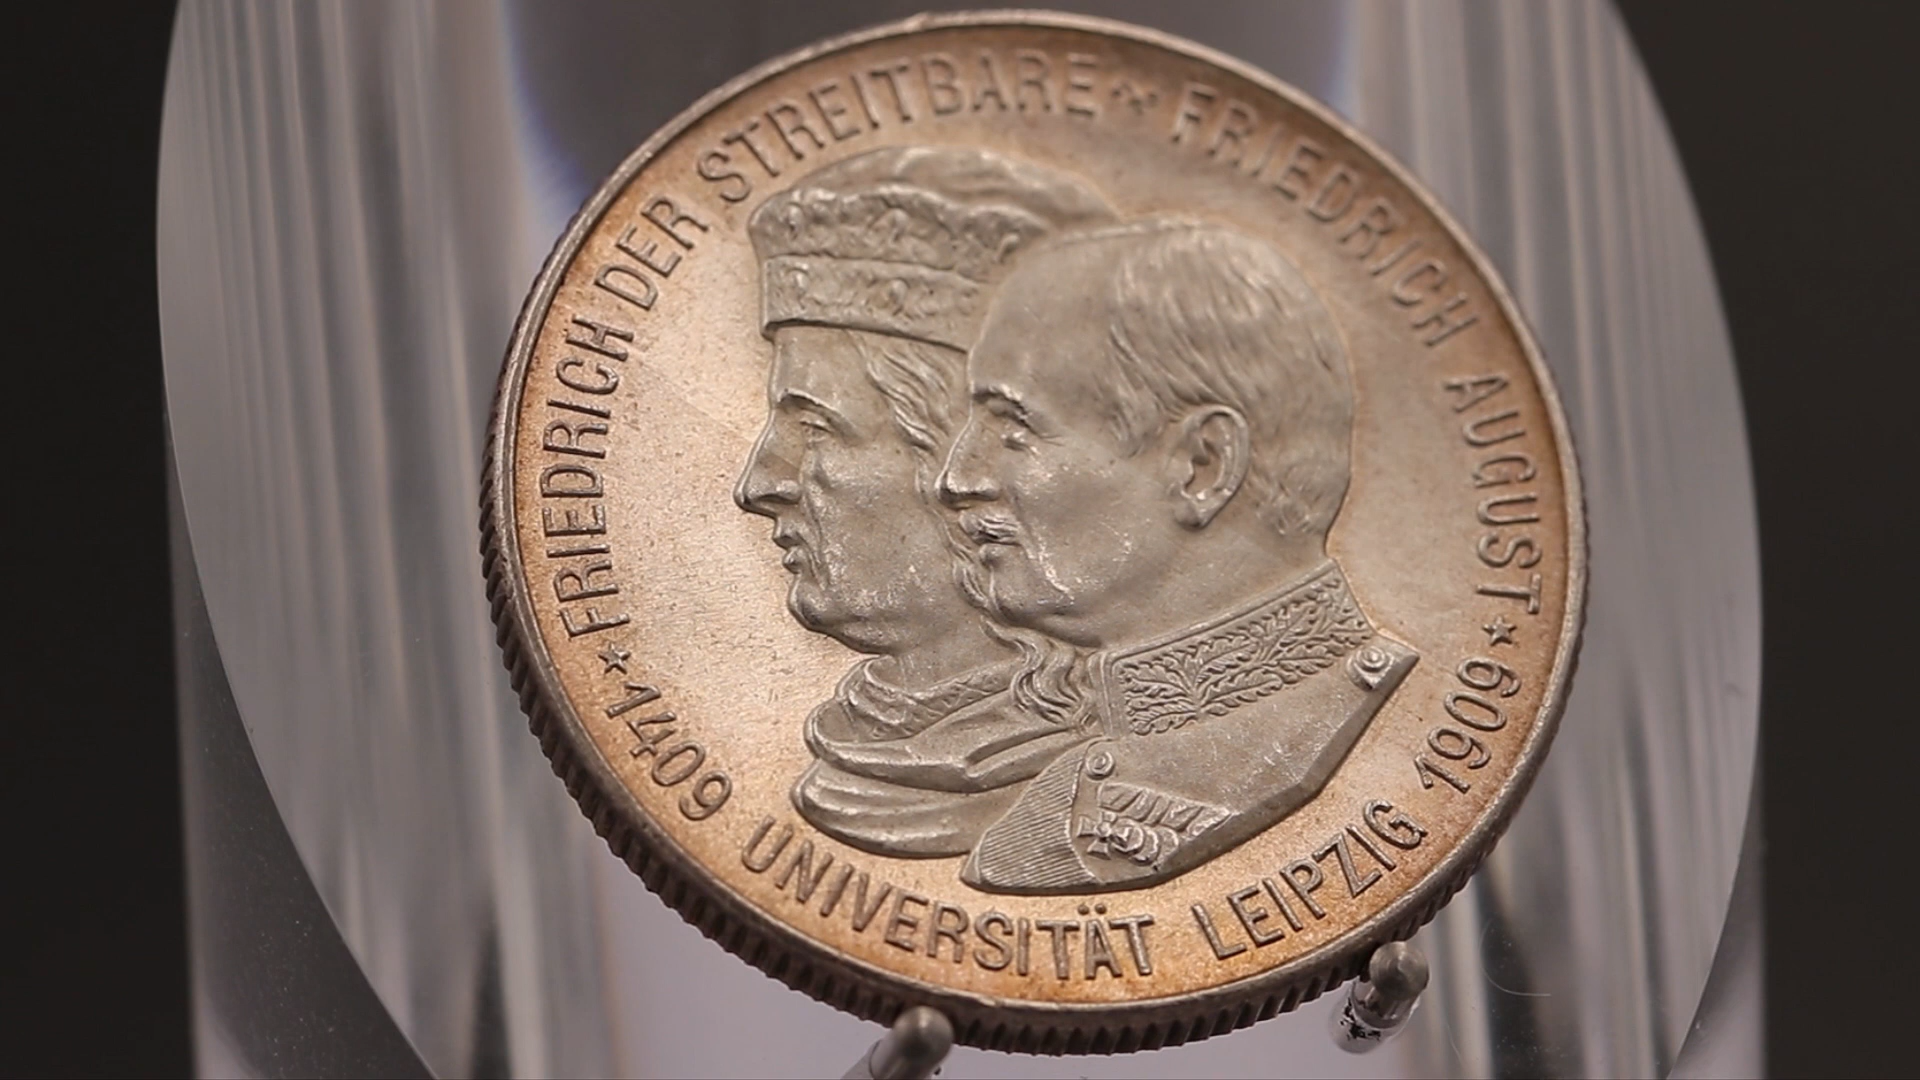 FRIEDRICH DER STREITBARE ~ FRIEDRICH AUGUST
★ 1409 UNIVERSITÄT LEIPZIG 1909 ★